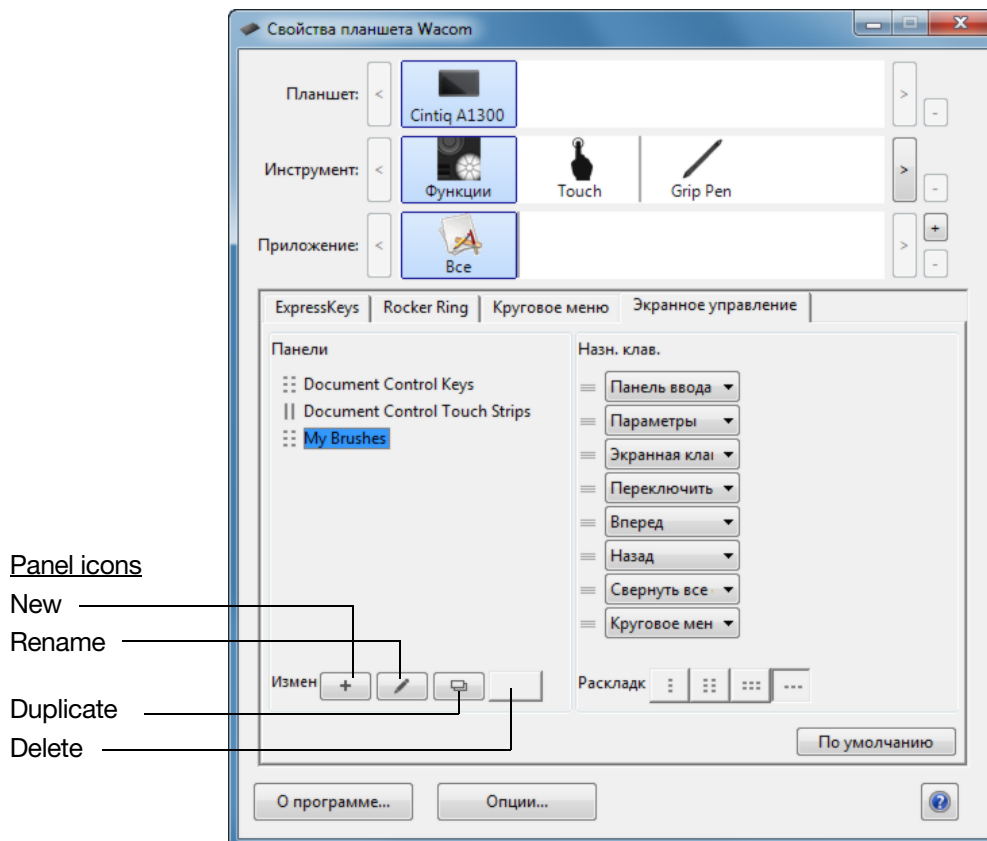 Свойства планшета Wacom
Планшет:
<
Cintiq A1300
>
-
Инструмент:
<
Функции
Touch
Grip Pen
>
-
Приложение:
<
Все
>
+
-
ExpressKeys
Rocker Ring
Круговое меню
Экранное управление
Панели
Document Control Keys
Document Control Touch Strips
My Brushes
Назн. клав.
Панель ввода
Параметры
Экранная клав
Переключить
Вперед
Назад
Свернуть все
Круговое мен
Panel icons
New
Rename
Duplicate
Delete
Измен
+
Раскладк
По умолчанию
О программе...
Опции...
?